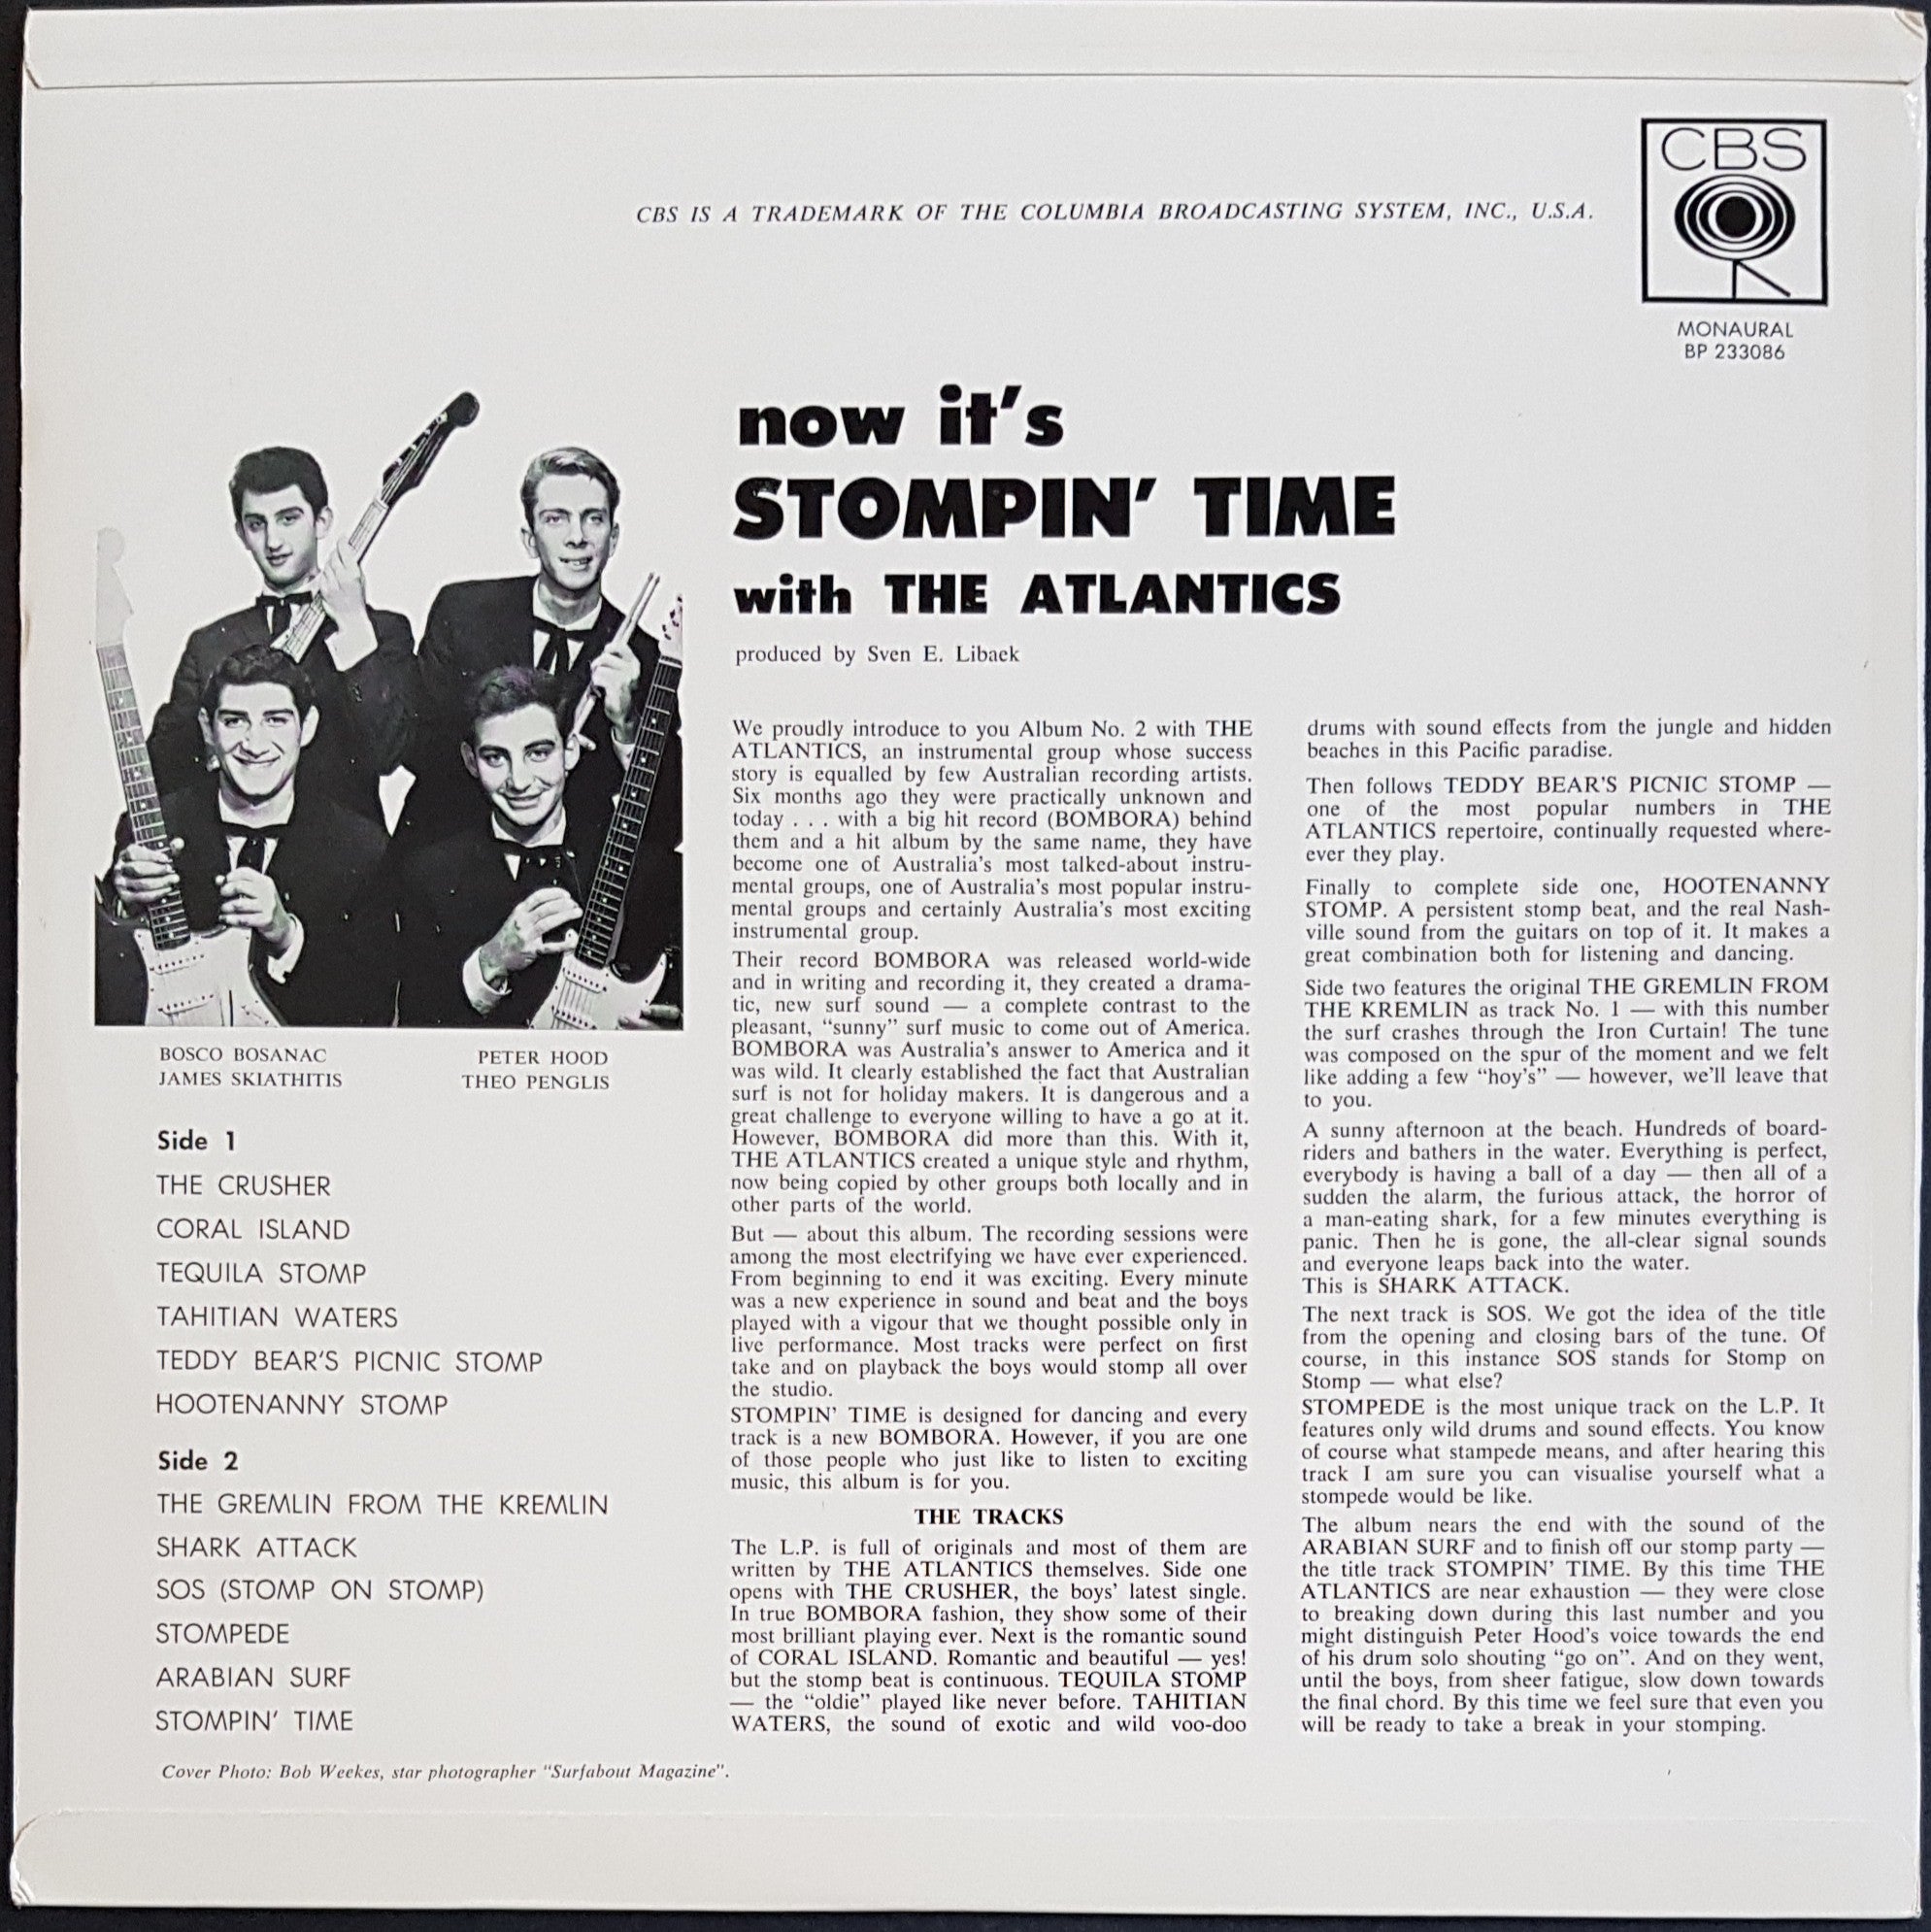 CBS
CBS IS A TRADEMARK OF THE COLUMBIA BROADCASTING SYSTEM, INC., U.S.A.
MONAURAL
BP 233086
now it's
STOMPIN' TIME
with THE ATLANTICS
produced by Sven E. Libaek
BOSCO BOSANAC PETER HOOD
JAMES SKIATHITIS THEO PENGLIS
Side 1
THE CRUSHER
CORAL ISLAND
TEQUILA STOMP
TAHITIAN WATERS
TEDDY BEAR'S PICNIC STOMP
HOOTENANNY STOMP
Side 2
THE GREMLIN FROM THE KREMLIN
SHARK ATTACK
SOS (STOMP ON STOMP)
STOMPEDE
ARABIAN SURF
STOMPIN' TIME
Cover Photo: Bob Weekes, star photographer "Surfabout Magazine".
We proudly introduce to you Album No. 2 with THE
ATLANTICS, an instrumental group whose success
story is equalled by few Australian recording artists.
Six months ago they were practically unknown and
today . . . with a big hit record (BOMBORA) behind
them and a hit album by the same name, they have
become one of Australia's most talked-about instru-
mental groups, one of Australia's most popular instru-
mental groups and certainly Australia's most exciting
instrumental group.
Their record BOMBORA was released world-wide
and in writing and recording it, they created a drama-
tic, new surf sound — a complete contrast to the
pleasant, "sunny" surf music to come out of America.
BOMBORA was Australia's answer to America and it
was wild. It clearly established the fact that Australian
surf is not for holiday makers. It is dangerous and a
great challenge to everyone willing to have a go at it.
However, BOMBORA did more than this. With it,
THE ATLANTICS created a unique style and rhythm,
now being copied by other groups both locally and in
other parts of the world.
But — about this album. The recording sessions were
among the most electrifying we have ever experienced.
From beginning to end it was exciting. Every minute
was a new experience in sound and beat and the boys
played with a vigour that we thought possible only in
live performance. Most tracks were perfect on first
take and on playback the boys would stomp all over
the studio.
STOMPIN' TIME is designed for dancing and every
track is a new BOMBORA. However, if you are one
of those people who just like to listen to exciting
music, this album is for you.
THE TRACKS
The L.P. is full of originals and most of them are
written by THE ATLANTICS themselves. Side one
opens with THE CRUSHER, the boys' latest single.
In true BOMBORA fashion, they show some of their
most brilliant playing ever. Next is the romantic sound
of CORAL ISLAND. Romantic and beautiful — yes!
but the stomp beat is continuous. TEQUILA STOMP
— the "oldie" played like never before. TAHITIAN
WATERS, the sound of exotic and wild voo-doo
drums with sound effects from the jungle and hidden
beaches in this Pacific paradise.
Then follows TEDDY BEAR'S PICNIC STOMP —
one of the most popular numbers in THE
ATLANTICS repertoire, continually requested where-
ever they play.
Finally to complete side one, HOOTENANNY
STOMP. A persistent stomp beat, and the real Nash-
ville sound from the guitars on top of it. It makes a
great combination both for listening and dancing.
Side two features the original THE GREMLIN FROM
THE KREMLIN as track No. 1 — with this number
the surf crashes through the Iron Curtain! The tune
was composed on the spur of the moment and we felt
like adding a few "hoy's" — however, we'll leave that
to you.
A sunny afternoon at the beach. Hundreds of board-
riders and bathers in the water. Everything is perfect,
everybody is having a ball of a day — then all of a
sudden the alarm, the furious attack, the horror of
a man-eating shark, for a few minutes everything is
panic. Then he is gone, the all-clear signal sounds
and everyone leaps back into the water.
This is SHARK ATTACK.
The next track is SOS. We got the idea of the title
from the opening and closing bars of the tune. Of
course, in this instance SOS stands for Stomp on
Stomp — what else?
STOMPEDE is the most unique track on the L.P. It
features only wild drums and sound effects. You know
of course what stampede means, and after hearing this
track I am sure you can visualise yourself what a
stompede would be like.
The album nears the end with the sound of the
ARABIAN SURF and to finish off our stomp party —
the title track STOMPIN' TIME. By this time THE
ATLANTICS are near exhaustion — they were close
to breaking down during this last number and you
might distinguish Peter Hood's voice towards the end
of his drum solo shouting "go on". And on they went,
until the boys, from sheer fatigue, slow down towards
the final chord. By this time we feel sure that even you
will be ready to take a break in your stomping.